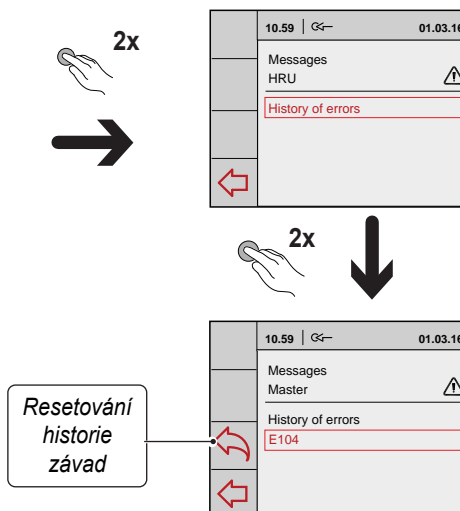 2x
10.59 01.03.16
Messages
HRU
History of errors
2x
10.59 01.03.16
Messages
Master
History of errors
E104
Resetování
historie
závad